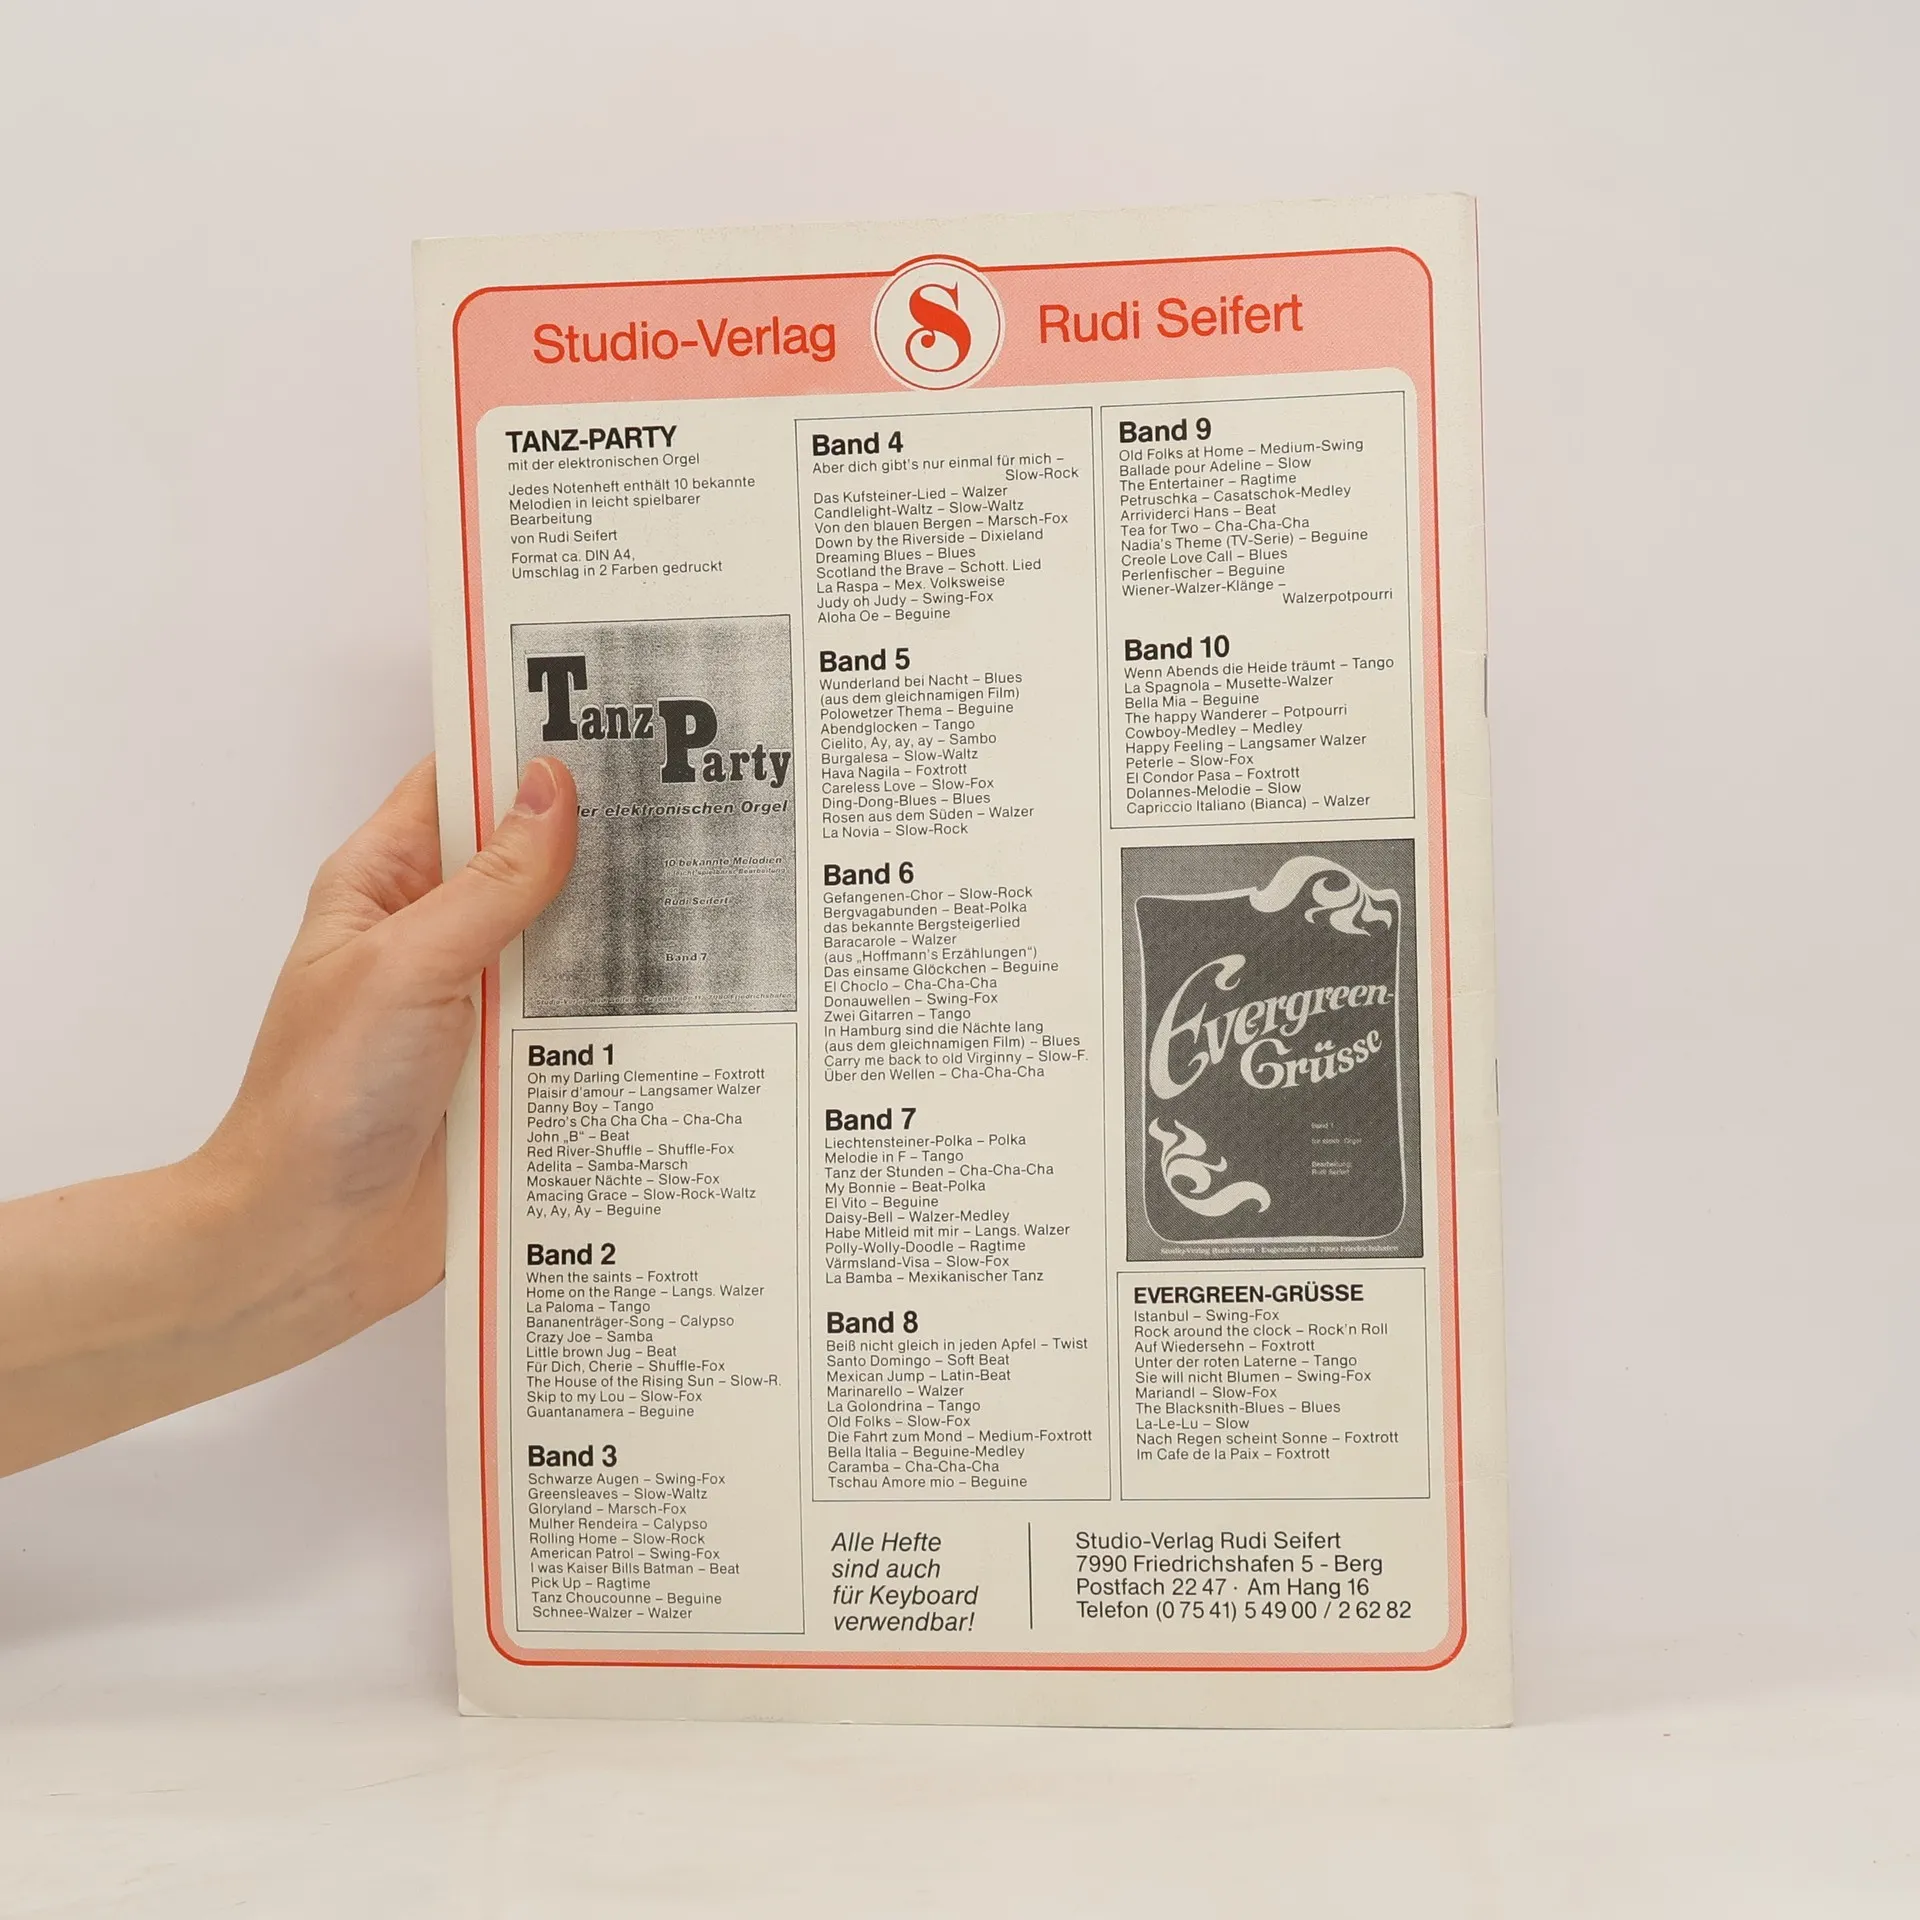 Studio-Verlag S Rudi Seifert
TANZ-PARTY
mit der elektronischen Orgel
Jedes Notenheft enthält 10 bekannte
Melodien in leicht spielbarer
Bearbeitung
von Rudi Seifert
Format ca. DIN A4,
Umschlag in 2 Farben gedruckt
Tanz
Party
der elektronischen Orgel
10 bekannte Melodien
Rudi Seifert
Band 7
Band 1
Oh my Darling Clementine – Foxtrott
Plaisir d'amour – Langsamer Walzer
Danny Boy – Tango
Pedro's Cha Cha Cha – Cha-Cha
John „B“ – Beat
Red River-Shuffle – Shuffle-Fox
Adelita – Samba-Marsch
Moskauer Nächte – Slow-Fox
Amacing Grace – Slow-Rock-Waltz
Ay, Ay, Ay – Beguine
Band 2
When the saints – Foxtrott
Home on the Range – Langs. Walzer
La Paloma – Tango
Bananenträger-Song – Calypso
Crazy Joe – Samba
Little brown Jug – Beat
Für Dich, Cherie – Shuffle-Fox
The House of the Rising Sun – Slow-R.
Skip to my Lou – Slow-Fox
Guantanamera – Beguine
Band 3
Schwarze Augen – Swing-Fox
Greensleaves – Slow-Waltz
Gloryland – Marsch-Fox
Mulher Rendeira – Calypso
Rolling Home – Slow-Rock
American Patrol – Swing-Fox
I was Kaiser Bills Batman – Beat
Pick Up – Ragtime
Tanz Choucounne – Beguine
Schnee-Walzer – Walzer
Band 4
Aber dich gibt's nur einmal für mich –
Slow-Rock
Das Kufsteiner-Lied – Walzer
Candlelight-Waltz – Slow-Waltz
Von den blauen Bergen – Marsch-Fox
Down by the Riverside – Dixieland
Dreaming Blues – Blues
Scotland the Brave – Schott. Lied
La Raspa – Mex. Volksweise
Judy oh Judy – Swing-Fox
Aloha Oe – Beguine
Band 5
Wunderland bei Nacht – Blues
(aus dem gleichnamigen Film)
Polowetzer Thema – Beguine
Abendglocken – Tango
Cielito, Ay, ay, ay – Sambo
Burgalesa – Slow-Waltz
Hava Nagila – Foxtrott
Careless Love – Slow-Fox
Ding-Dong-Blues – Blues
Rosen aus dem Süden – Walzer
La Novia – Slow-Rock
Band 6
Gefangenen-Chor – Slow-Rock
Bergvagabunden – Beat-Polka
das bekannte Bergsteigerlied
Baracarole – Walzer
(aus „Hoffmann's Erzählungen“)
Das einsame Glöckchen – Beguine
El Choclo – Cha-Cha-Cha
Donauwellen – Swing-Fox
Zwei Gitarren – Tango
In Hamburg sind die Nächte lang
(aus dem gleichnamigen Film) – Blues
Carry me back to old Virginny – Slow-F.
Über den Wellen – Cha-Cha-Cha
Band 7
Liechtensteiner-Polka – Polka
Melodie in F – Tango
Tanz der Stunden – Cha-Cha-Cha
My Bonnie – Beat-Polka
El Vito – Beguine
Daisy-Bell – Walzer-Medley
Habe Mitleid mit mir – Langs. Walzer
Polly-Wolly-Doodle – Ragtime
Värmsland-Visa – Slow-Fox
La Bamba – Mexikanischer Tanz
Band 8
Beiß nicht gleich in jeden Apfel – Twist
Santo Domingo – Soft Beat
Mexican Jump – Latin-Beat
Marinarello – Walzer
La Golondrina – Tango
Old Folks – Slow-Fox
Die Fahrt zum Mond – Medium-Foxtrott
Bella Italia – Beguine-Medley
Caramba – Cha-Cha-Cha
Tschau Amore mio – Beguine
Band 9
Old Folks at Home – Medium-Swing
Ballade pour Adeline – Slow
The Entertainer – Ragtime
Petruschka – Casatschok-Medley
Arrividerci Hans – Beat
Tea for Two – Cha-Cha-Cha
Nadia's Theme (TV-Serie) – Beguine
Creole Love Call – Blues
Perlenfischer – Beguine
Wiener-Walzer-Klänge –
Walzerpotpourri
Band 10
Wenn Abends die Heide träumt – Tango
La Spagnola – Musette-Walzer
Bella Mia – Beguine
The happy Wanderer – Potpourri
Cowboy-Medley – Medley
Happy Feeling – Langsamer Walzer
Peterle – Slow-Fox
El Condor Pasa – Foxtrott
Dolannes-Melodie – Slow
Capriccio Italiano (Bianca) – Walzer
Evergreen-
Grüsse
Band 1
für elektr. Orgel
Bearbeitung:
Rudi Seifert
Studio-Verlag Rudi Seifert · Eugenstraße · 7990 Friedrichshafen
EVERGREEN-GRÜSSE
Istanbul – Swing-Fox
Rock around the clock – Rock'n Roll
Auf Wiedersehn – Foxtrott
Unter der roten Laterne – Tango
Sie will nicht Blumen – Swing-Fox
Mariandl – Slow-Fox
The Blacksnith-Blues – Blues
La-Le-Lu – Slow
Nach Regen scheint Sonne – Foxtrott
Im Cafe de la Paix – Foxtrott
Alle Hefte
sind auch
für Keyboard
verwendbar!
Studio-Verlag Rudi Seifert
7990 Friedrichshafen 5 - Berg
Postfach 22 47 · Am Hang 16
Telefon (0 75 41) 5 49 00 / 2 62 82